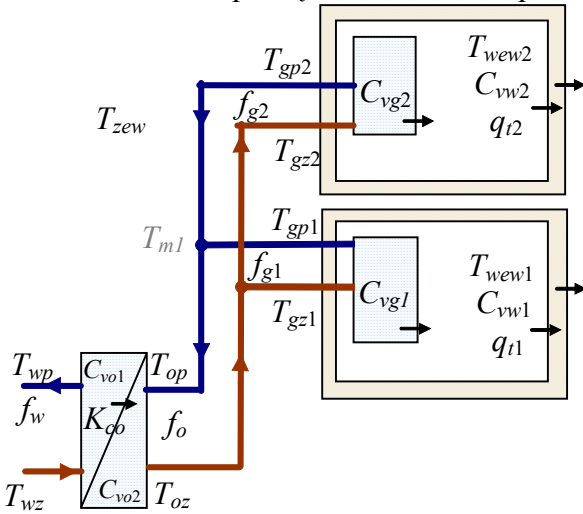 T_gp2
T_wew2
C_vg2
C_vw2
f_g2
T_zew
q_t2
T_gz2
T_gp1
T_m1
f_g1
T_wew1
C_vg1
C_vw1
T_gz1
q_t1
T_wp
C_vo1
T_op
f_w
K_co
f_o
T_wz
C_vo2
T_oz